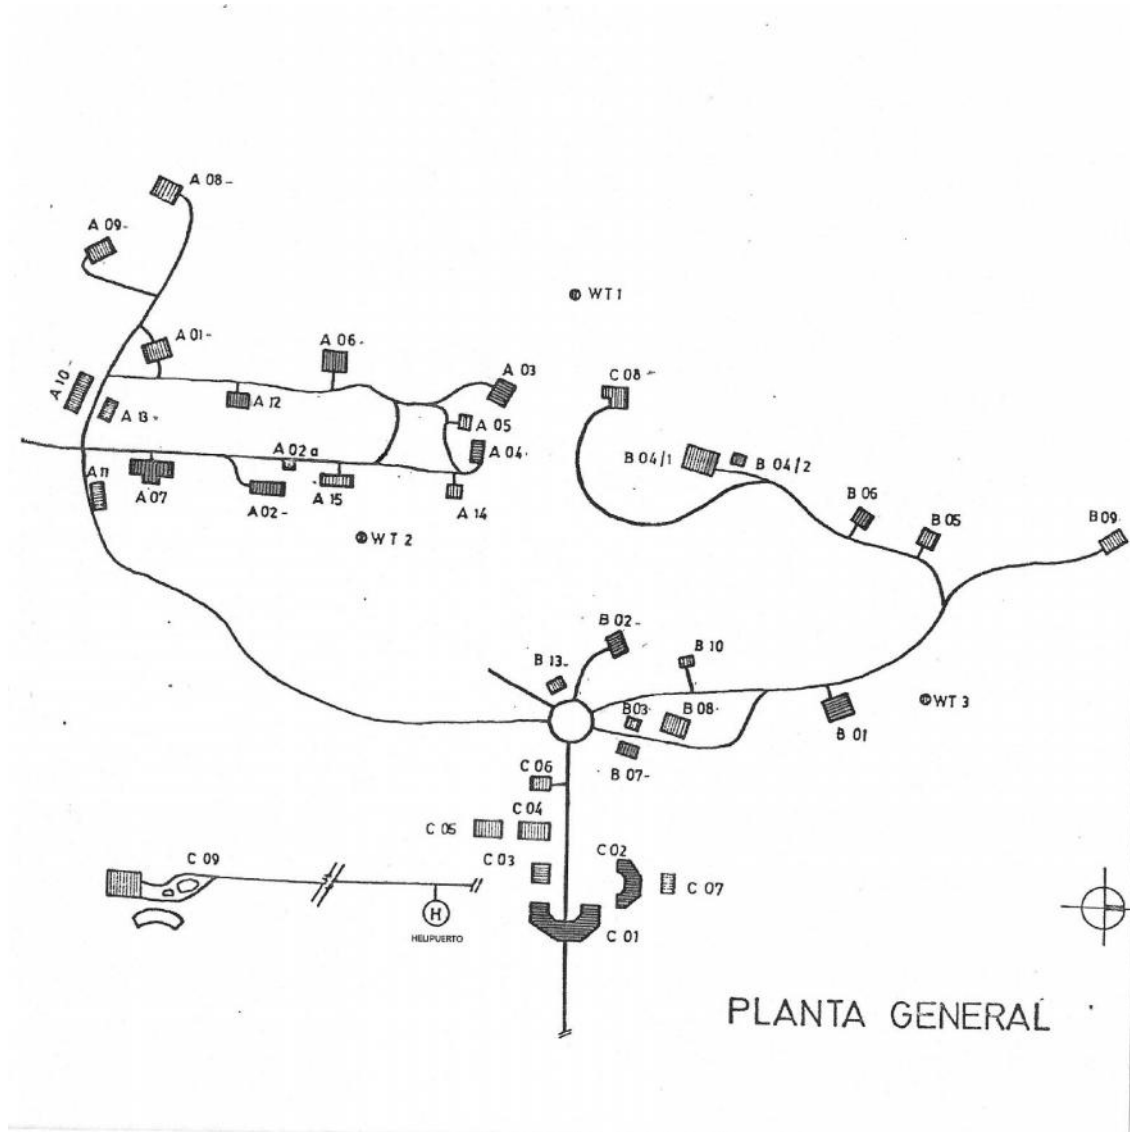 A 08-
A 09-
WT 1
A 01-
A 06-
A 03
C 08-
A 10-
A 13-
A 12
A 05
A 02 a
A 04-
B 04/1
B 04/2
A 11
A 07
A 02-
A 15
A 14
B 06
B 05
B 09-
WT 2
B 02-
B 10
B 13-
B 03-
B 08-
WT 3
B 01
B 07-
C 06
C 05
C 04
C 09
C 03
C 02
C 07
H
HELIPUERTO
C 01
PLANTA GENERAL